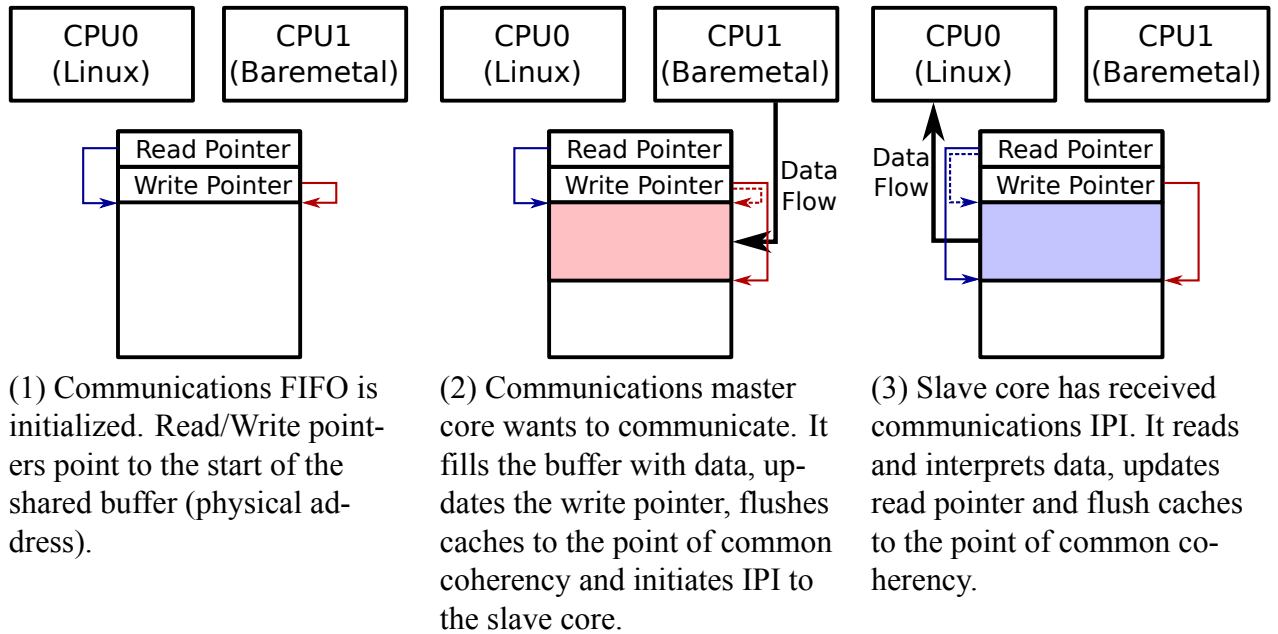 CPU0
(Linux)
CPU1
(Baremetal)
Read Pointer
Write Pointer
(1) Communications FIFO is
initialized. Read/Write point-
ers point to the start of the
shared buffer (physical ad-
dress).
CPU0
(Linux)
CPU1
(Baremetal)
Read Pointer
Write Pointer
Data
Flow
(2) Communications master
core wants to communicate. It
fills the buffer with data, up-
dates the write pointer, flushes
caches to the point of common
coherency and initiates IPI to
the slave core.
CPU0
(Linux)
CPU1
(Baremetal)
Data
Flow
Read Pointer
Write Pointer
(3) Slave core has received
communications IPI. It reads
and interprets data, updates
read pointer and flush caches
to the point of common co-
herency.